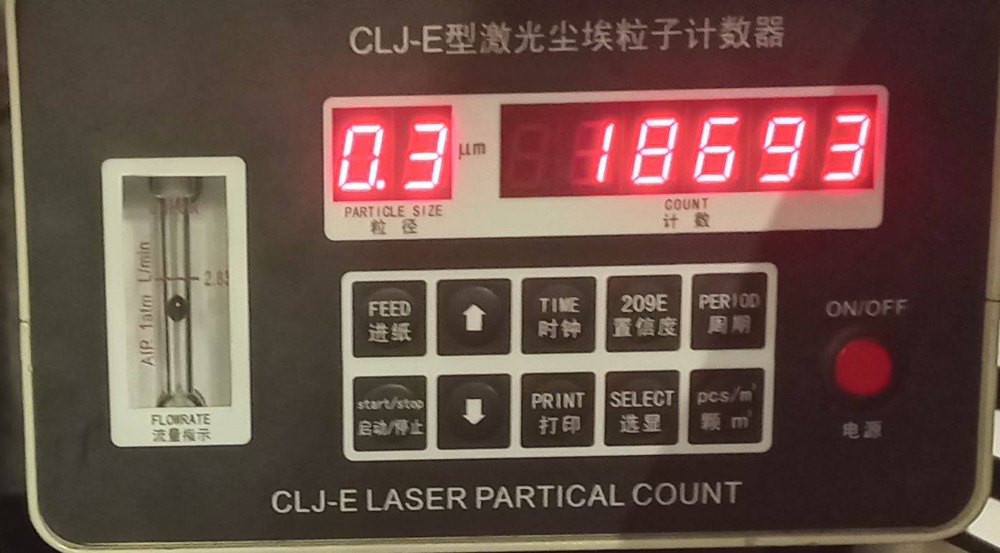 CLJ-E型激光尘埃粒子计数器
0.3 μm 18693
PARTICLE SIZE
粒 径
COUNT
计 数
AIP 1atm L/min
2.83
FLOWRATE
流量指示
FEED
进纸
TIME
时钟
209E
置信度
PERIOD
周期
ON/OFF
start/stop
启动/停止
PRINT
打印
SELECT
选显
pcs/m³
颗 m³
电源
CLJ-E LASER PARTICAL COUNT